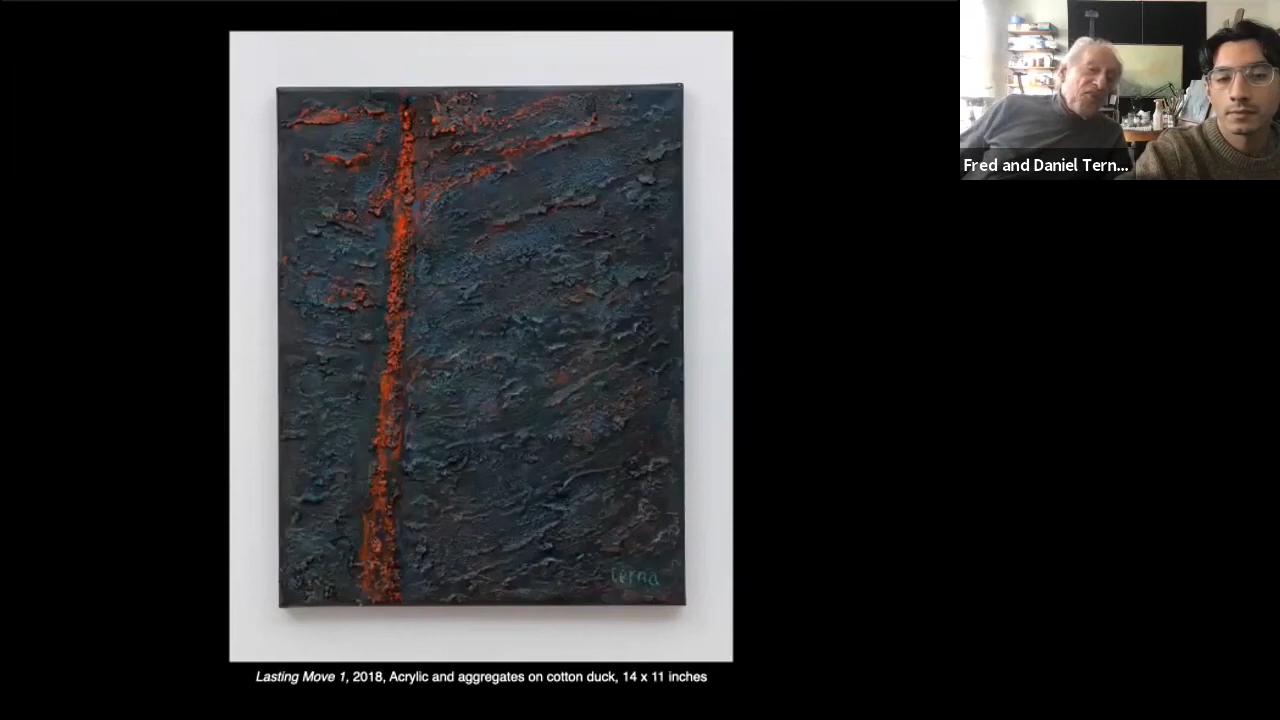 Fred and Daniel Tern...
terna
Lasting Move 1, 2018, Acrylic and aggregates on cotton duck, 14 x 11 inches